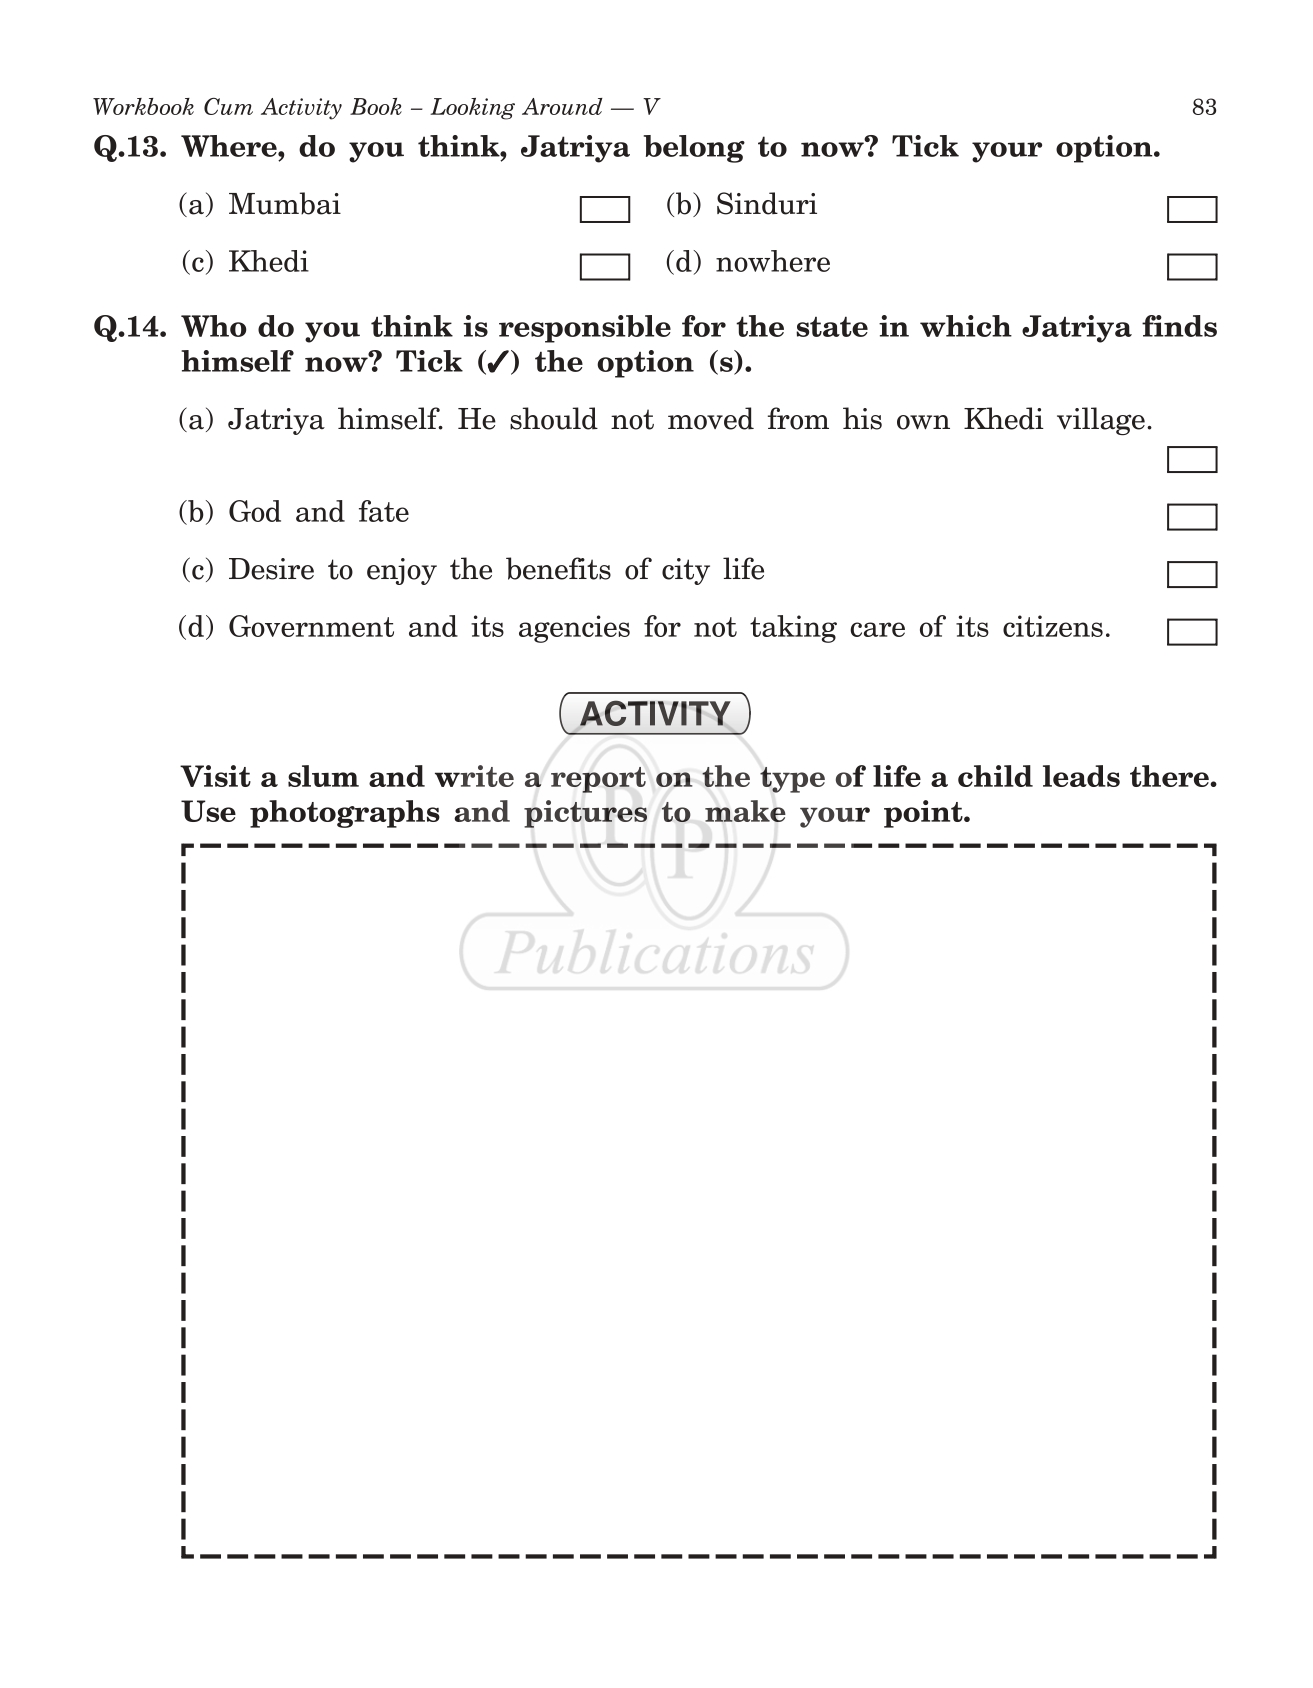 Workbook Cum Activity Book – Looking Around — V 83
Q.13. Where, do you think, Jatriya belong to now? Tick your option.
(a) Mumbai (b) Sinduri
(c) Khedi (d) nowhere
Q.14. Who do you think is responsible for the state in which Jatriya finds
himself now? Tick (✓) the option (s).
(a) Jatriya himself. He should not moved from his own Khedi village.
(b) God and fate
(c) Desire to enjoy the benefits of city life
(d) Government and its agencies for not taking care of its citizens.
ACTIVITY
Visit a slum and write a report on the type of life a child leads there.
Use photographs and pictures to make your point.
P
P
Publications